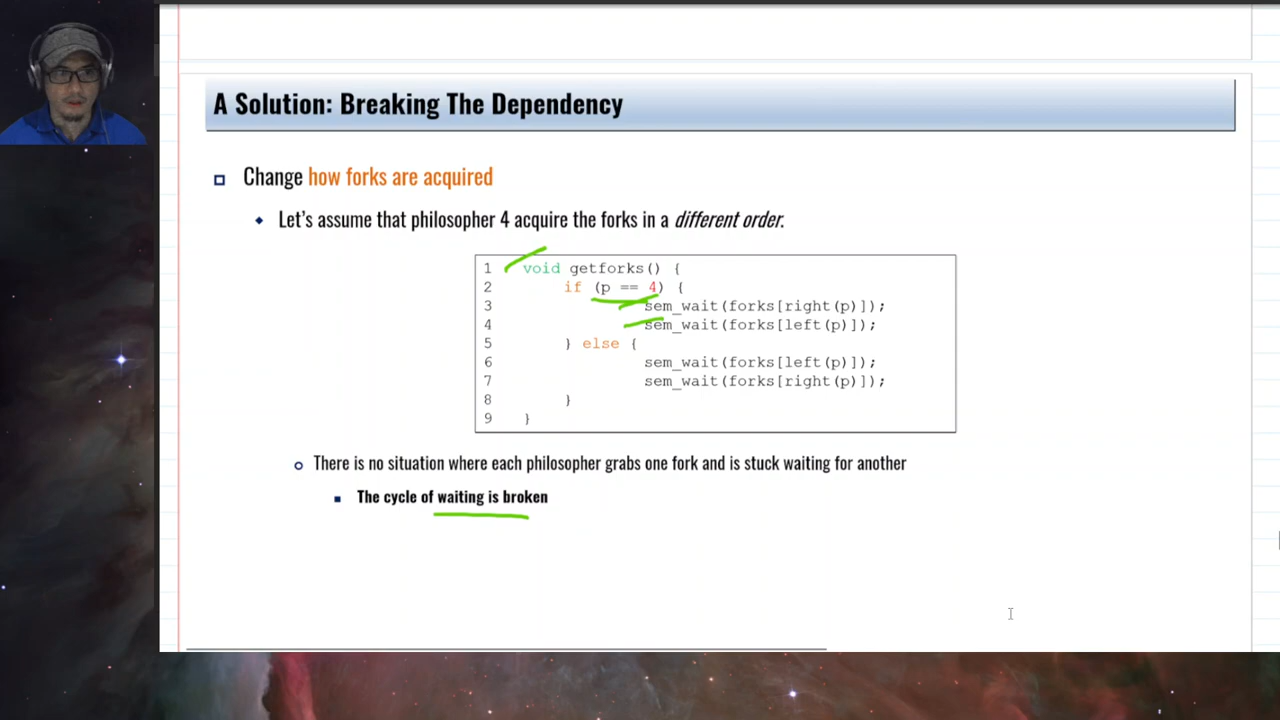 A Solution: Breaking The Dependency
Change how forks are acquired
Let's assume that philosopher 4 acquire the forks in a different order.
1 void getforks() {
2 if (p == 4) {
3 sem_wait(forks[right(p)]);
4 sem_wait(forks[left(p)]);
5 } else {
6 sem_wait(forks[left(p)]);
7 sem_wait(forks[right(p)]);
8 }
9 }
There is no situation where each philosopher grabs one fork and is stuck waiting for another
The cycle of waiting is broken